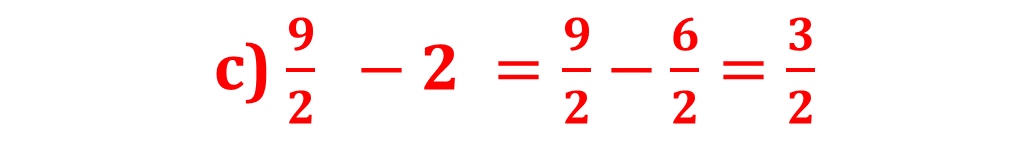 c) 9/2 − 2 = 9/2 − 6/2 = 3/2